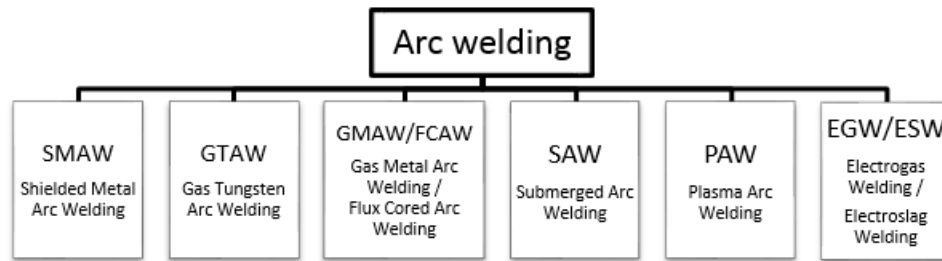 Arc welding
SMAW
Shielded Metal
Arc Welding
GTAW
Gas Tungsten
Arc Welding
GMAW/FCAW
Gas Metal Arc
Welding /
Flux Cored Arc
Welding
SAW
Submerged Arc
Welding
PAW
Plasma Arc
Welding
EGW/ESW
Electrogas
Welding /
Electroslag
Welding